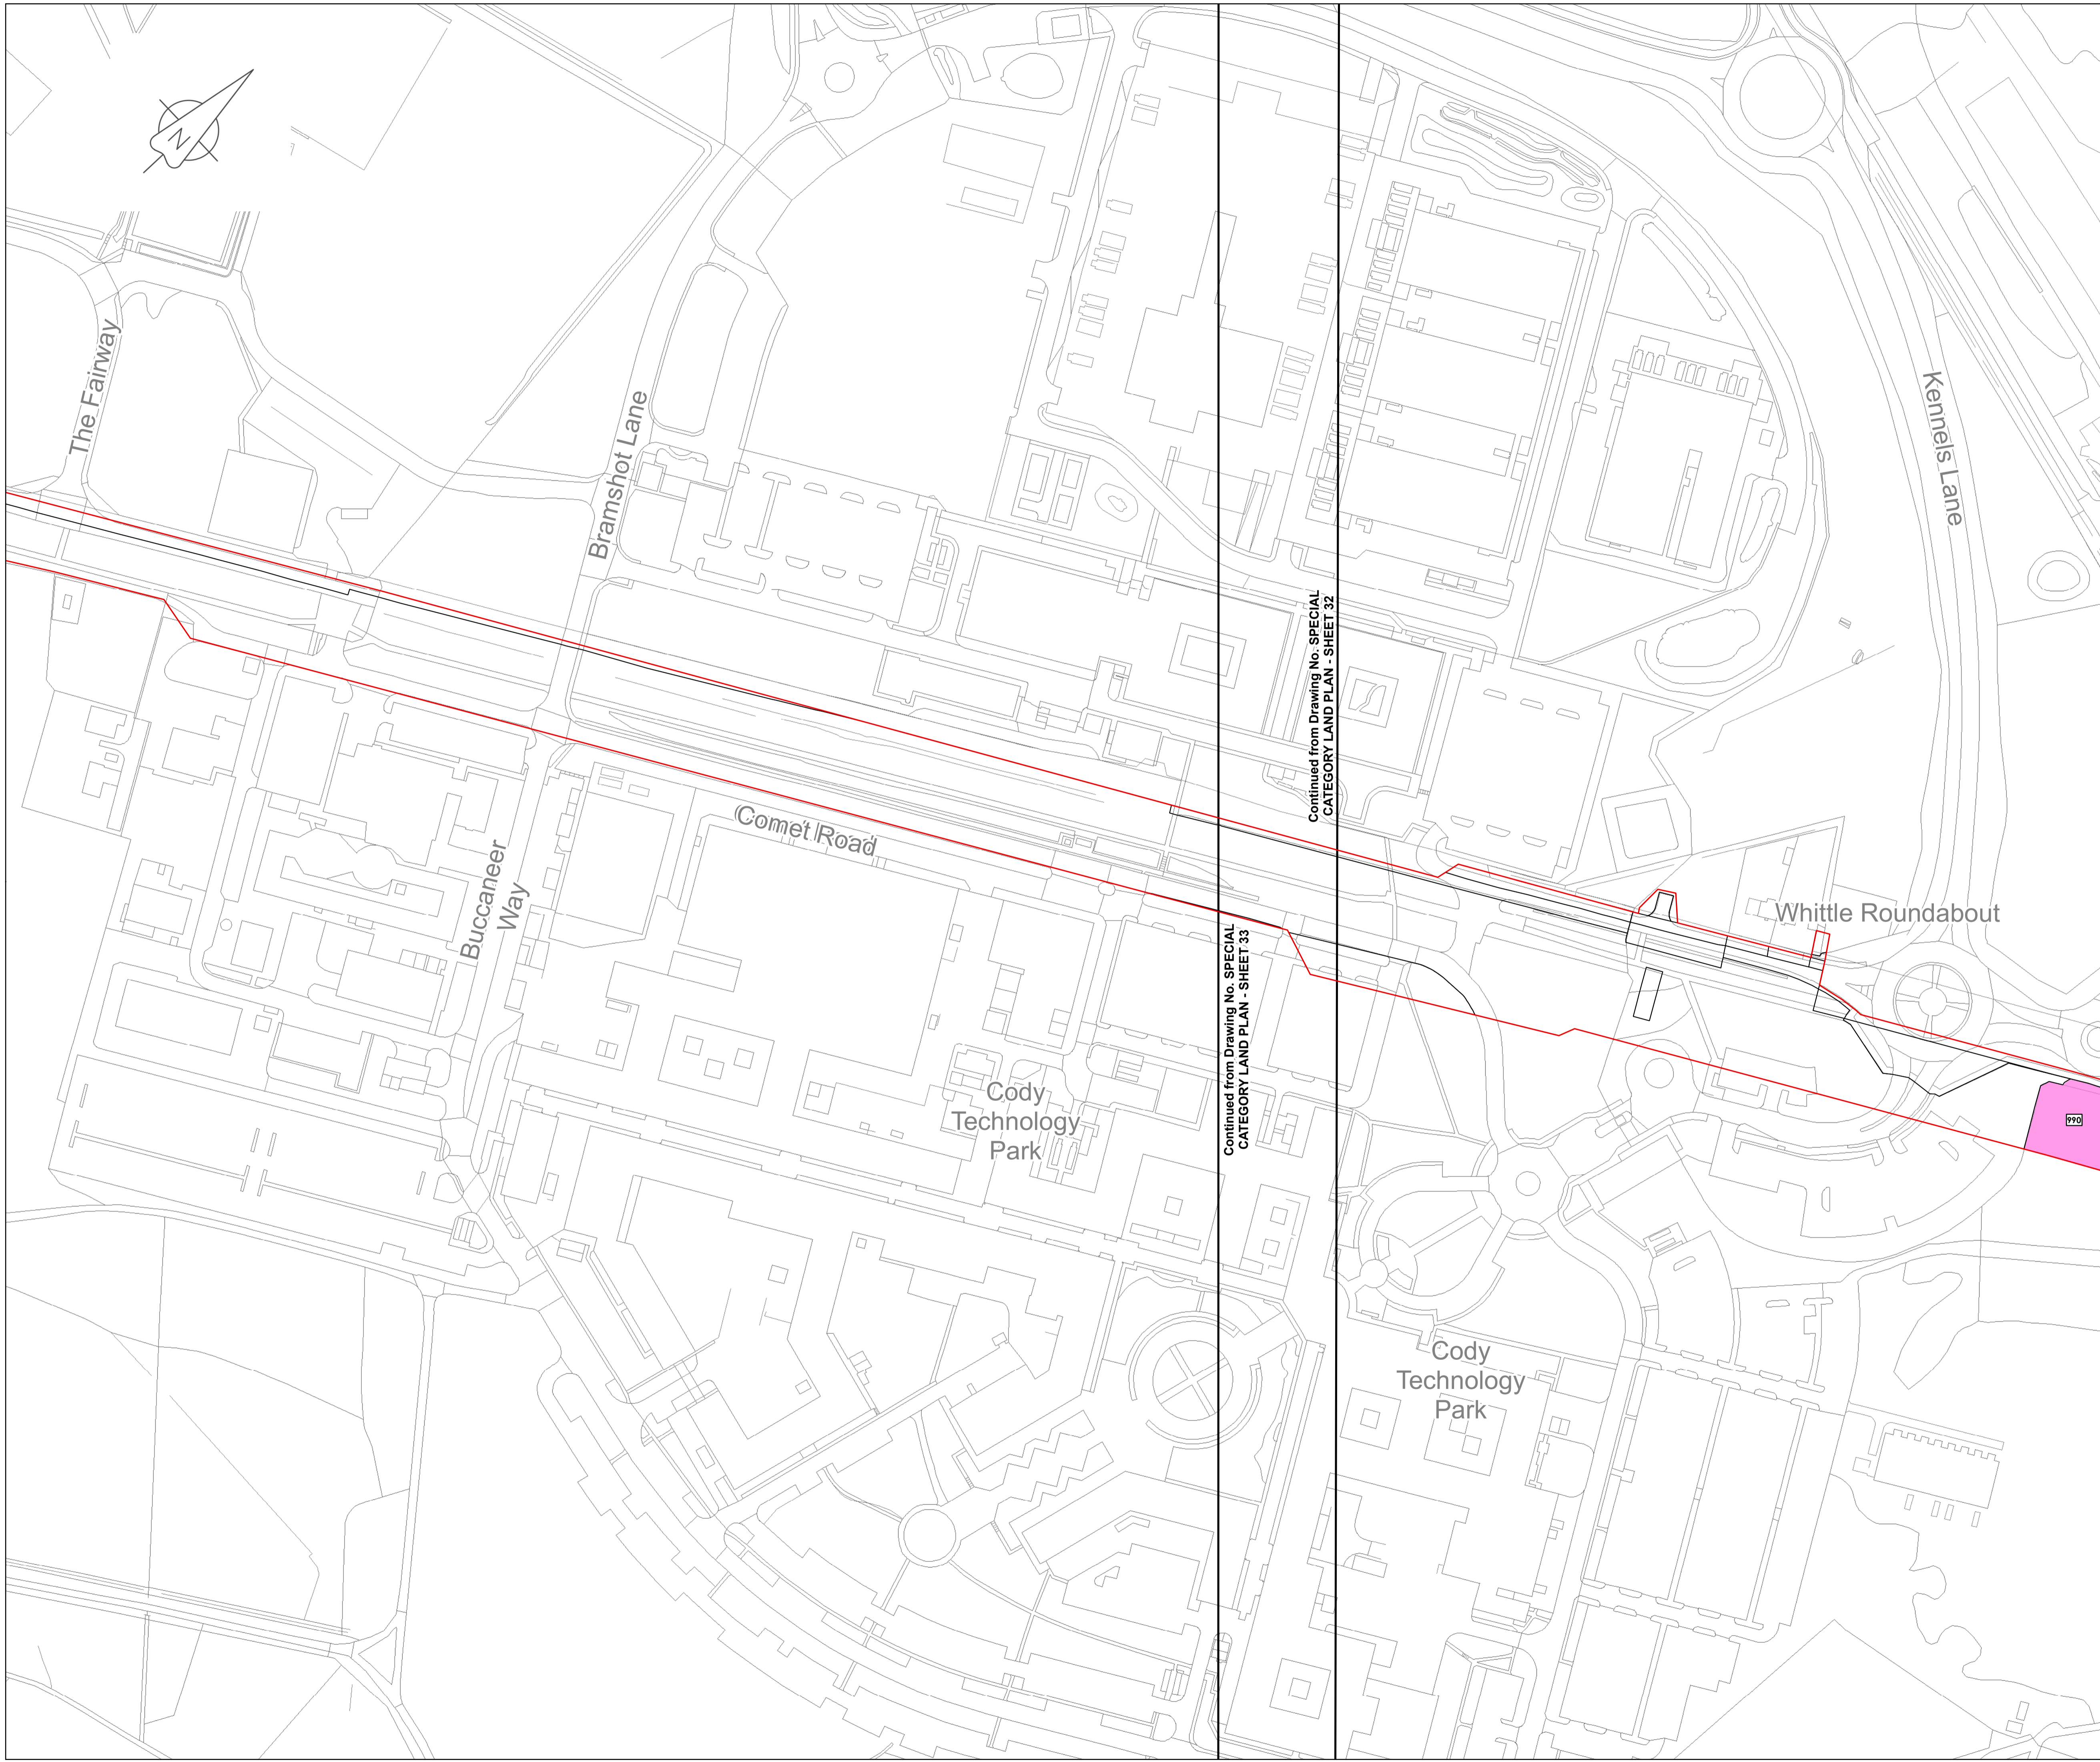 N
The Fairway
Bramshot Lane
Kennels Lane
Continued from Drawing No. SPECIAL
CATEGORY LAND PLAN - SHEET 32
Comet Road
Buccaneer
Way
Whittle Roundabout
Continued from Drawing No. SPECIAL
CATEGORY LAND PLAN - SHEET 33
Cody
Technology
Park
990
Cody
Technology
Park